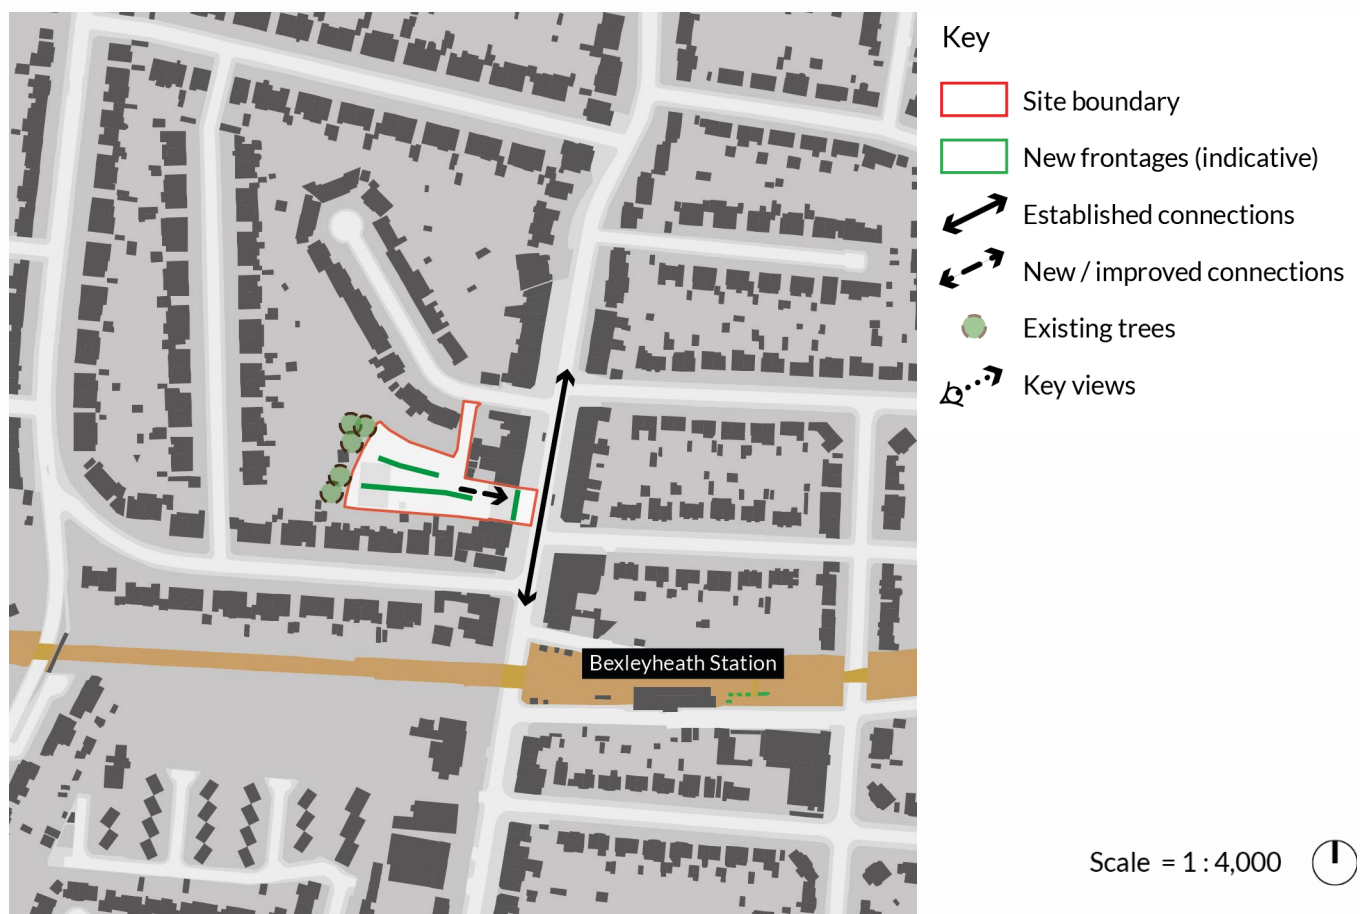 Key
Site boundary
New frontages (indicative)
Established connections
New / improved connections
Existing trees
Key views
Bexleyheath Station
Scale = 1 : 4,000